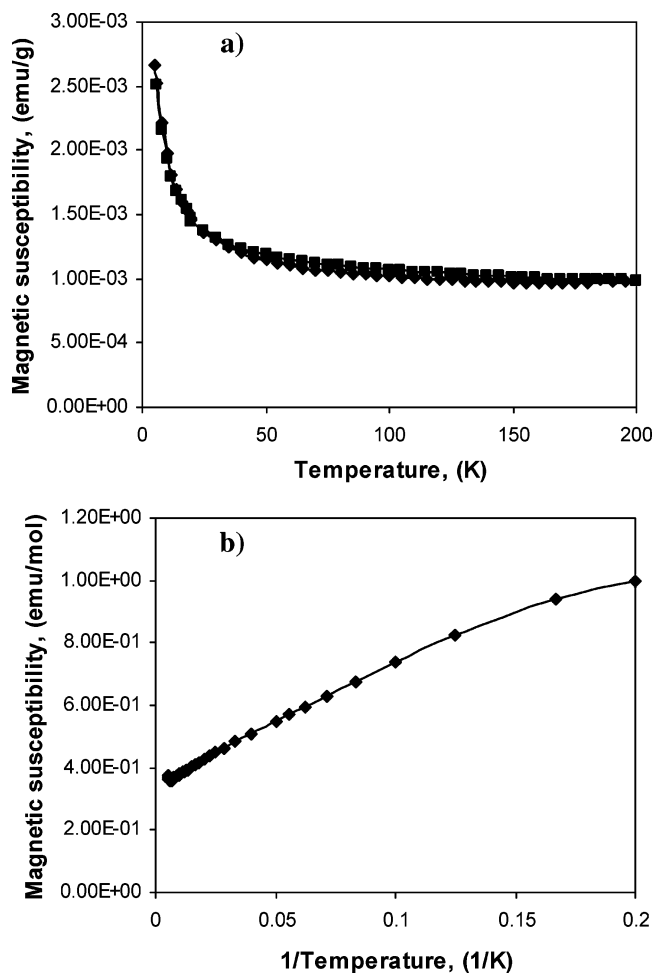 a)
Magnetic susceptibility, (emu/g)
3.00E-03
2.50E-03
2.00E-03
1.50E-03
1.00E-03
5.00E-04
0.00E+00
0 50 100 150 200
Temperature, (K)
b)
Magnetic susceptibility, (emu/mol)
1.20E+00
1.00E+00
8.00E-01
6.00E-01
4.00E-01
2.00E-01
0.00E+00
0 0.05 0.1 0.15 0.2
1/Temperature, (1/K)